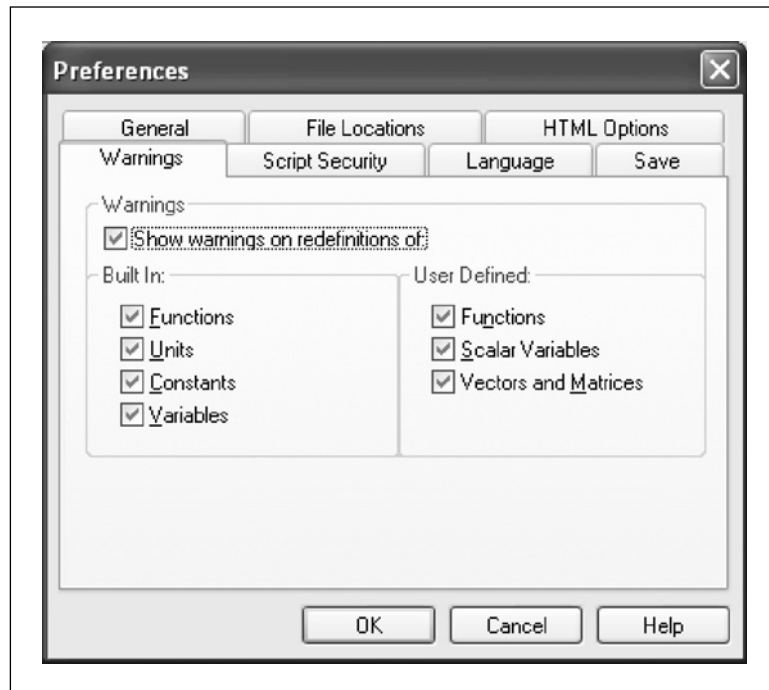 Preferences
General
File Locations
HTML Options
Warnings
Script Security
Language
Save
Warnings
Show warnings on redefinitions of:
Built In:
Functions
Units
Constants
Variables
User Defined:
Functions
Scalar Variables
Vectors and Matrices
OK
Cancel
Help